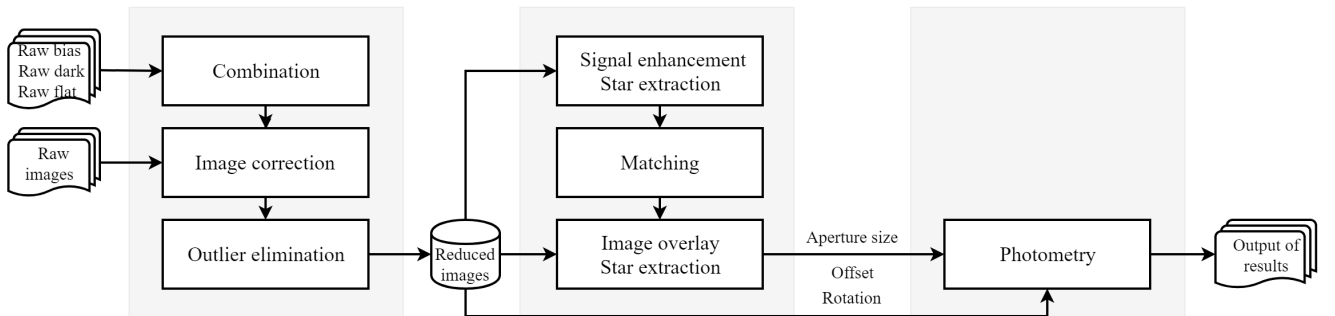 Raw bias
Raw dark
Raw flat
Combination
Raw
images
Image correction
Outlier elimination
Reduced
images
Signal enhancement
Star extraction
Matching
Image overlay
Star extraction
Aperture size
Offset
Rotation
Photometry
Output of
results